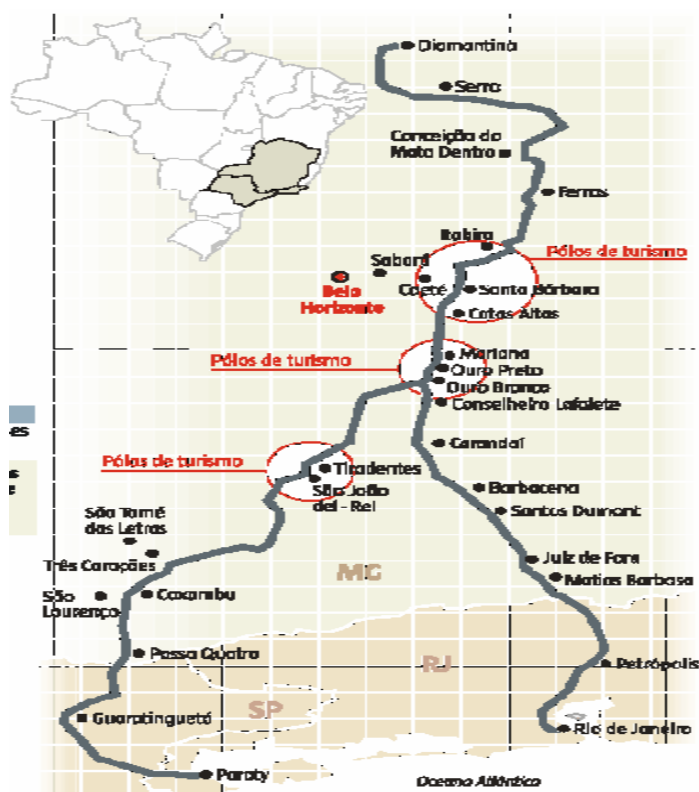 Diamantina
Serro
Conceição do
Mato Dentro
Ferros
Itabira
Pólos de turismo
Sabará
Caeté
Santa Bárbara
Belo
Horizonte
Catas Altas
Mariana
Pólos de turismo
Ouro Preto
Ouro Branco
Conselheiro Lafaiete
Carandaí
Pólos de turismo
Tiradentes
São João
del-Rei
Barbacena
Santos Dumont
São Tomé
das Letras
Três Corações
Juiz de Fora
MG
Matias Barbosa
São
Lourenço
Caxambu
Passa Quatro
RJ
Petrópolis
SP
Guaratinguetá
Rio de Janeiro
Paraty
Oceano Atlântico